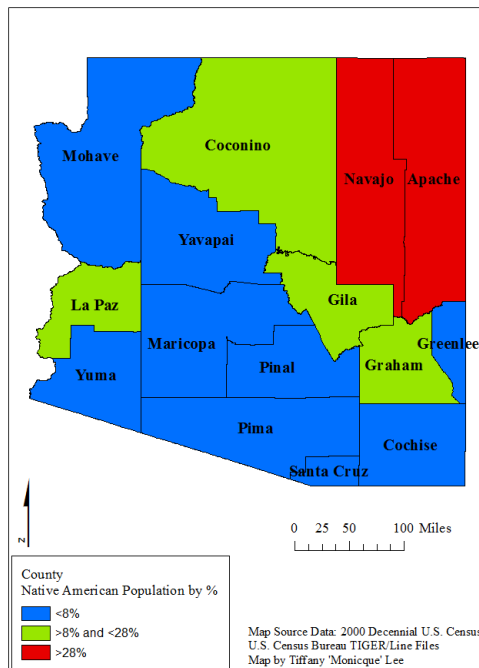 Coconino
Mohave
Navajo
Apache
Yavapai
La Paz
Gila
Maricopa
Greenlee
Yuma
Pinal
Graham
Pima
Cochise
Santa Cruz
N
0 25 50 100 Miles
County
Native American Population by %
<8%
>8% and <28%
>28%
Map Source Data: 2000 Decennial U.S. Census
U.S. Census Bureau TIGER/Line Files
Map by Tiffany 'Monicque' Lee